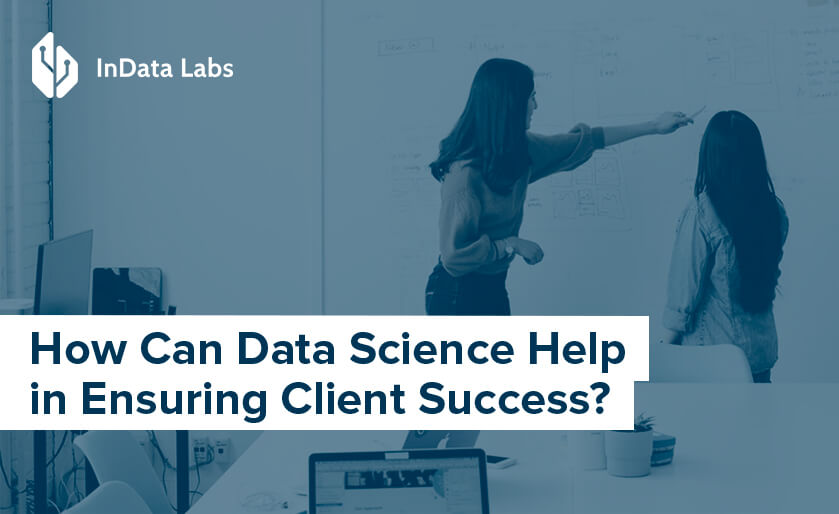 InData Labs
How Can Data Science Help
in Ensuring Client Success?